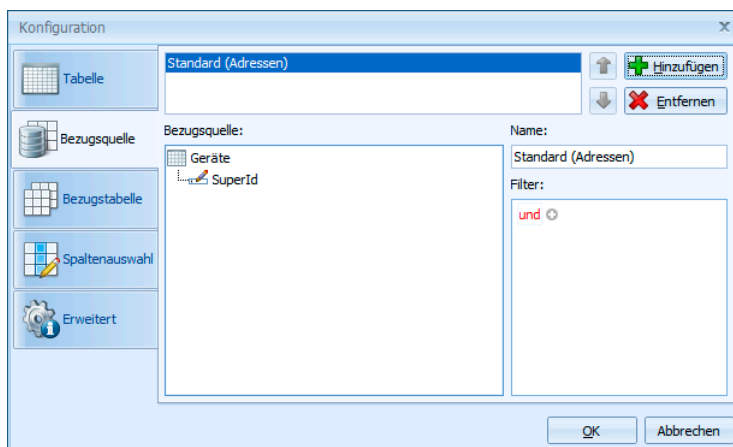 Konfiguration
Tabelle
Bezugsquelle
Bezugstabelle
Spaltenauswahl
Erweitert
Standard (Adressen)
Hinzufügen
Entfernen
Bezugsquelle:
Geräte
SuperId
Name:
Standard (Adressen)
Filter:
und
OK
Abbrechen